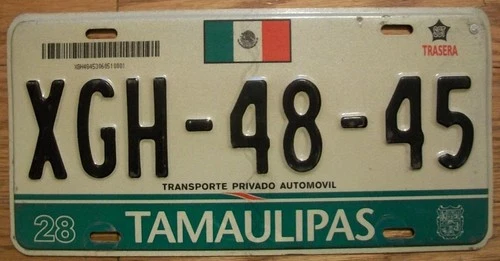 TRASERA
XGH-48-45
TRANSPORTE PRIVADO AUTOMOVIL
28 TAMAULIPAS